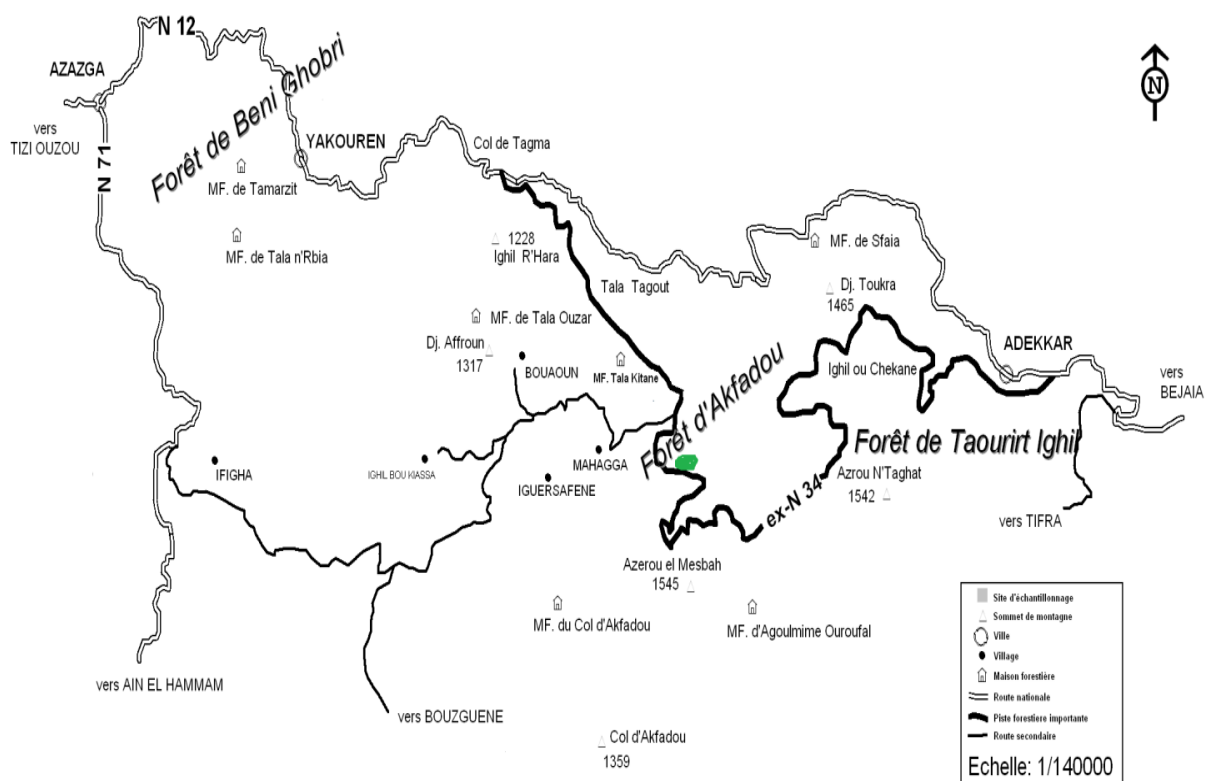 N 12
AZAZGA
vers
TIZI OUZOU
N 71
Forêt de Beni Ghobri
YAKOUREN
MF. de Tamarzit
MF. de Tala n'Rbia
Col de Tagma
N
1228
Ighil R'Hara
Tala Tagout
MF. de Sfaia
Dj. Toukra
1465
MF. de Tala Ouzar
Dj. Affroun
1317
BOUAOUN
MF. Tala Kitane
Forêt d'Akfadou
Ighil ou Chekane
ADEKKAR
vers
BEJAIA
Forêt de Taourirt Ighil
IFIGHA
IGHIL BOU KIASSA
MAHAGGA
IGUERSAFENE
ex-N 34
Azrou N'Taghat
1542
vers TIFRA
Azerou el Mesbah
1545
MF. du Col d'Akfadou
MF. d'Agoulmime Ouroufal
vers AIN EL HAMMAM
vers BOUZGUENE
Col d'Akfadou
1359
Site d'échantillonnage
Sommet de montagne
Ville
Village
Maison forestière
Route nationale
Piste forestiere importante
Route secondaire
Echelle: 1/140000